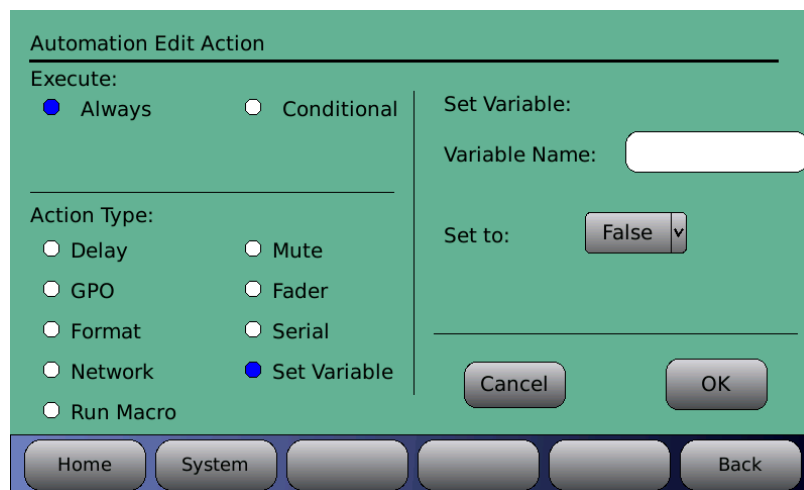 Automation Edit Action
Execute:
Always
Conditional
Action Type:
Delay
Mute
GPO
Fader
Format
Serial
Network
Set Variable
Run Macro
Set Variable:
Variable Name:
Set to:
False
Cancel
OK
Home
System
Back